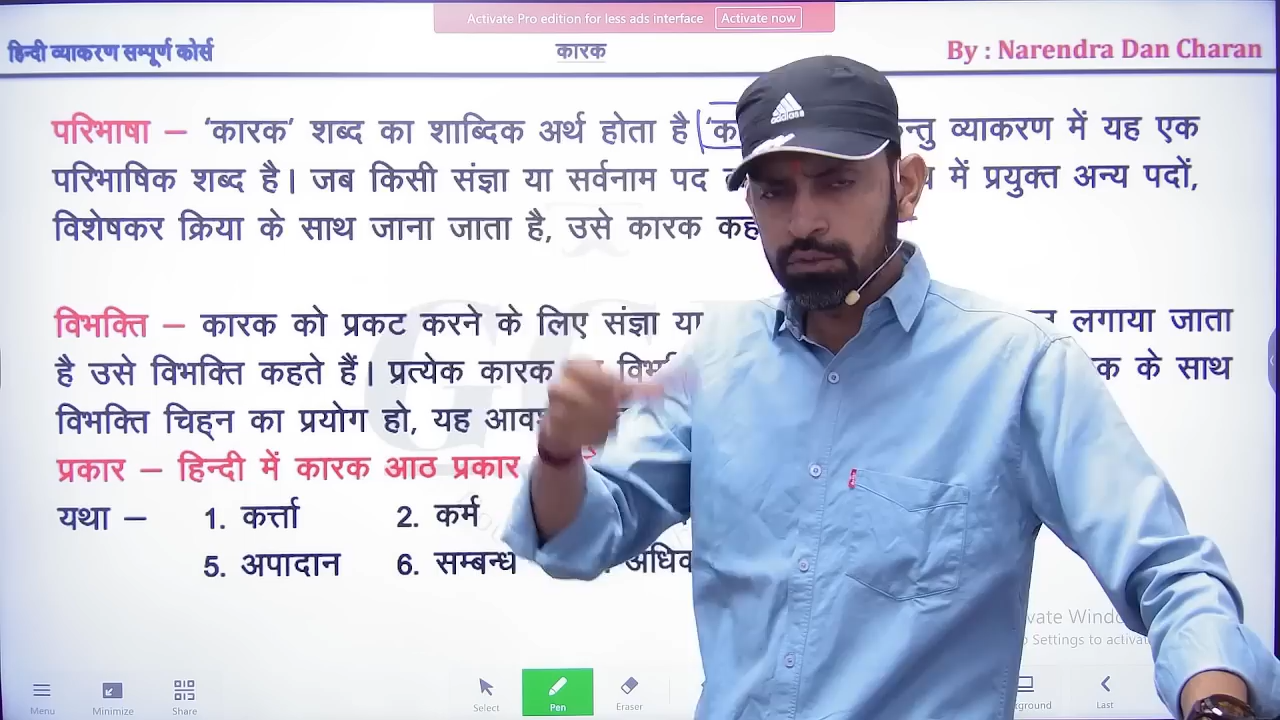 Activate Pro edition for less ads interface Activate now
हिन्दी व्याकरण सम्पूर्ण कोर्स कारक By : Narendra Dan Charan
परिभाषा – 'कारक' शब्द का शाब्दिक अर्थ होता है व्याकरण में यह एक
परिभाषिक शब्द है। जब किसी संज्ञा या सर्वनाम पद में प्रयुक्त अन्य पदों,
विशेषकर क्रिया के साथ जाना जाता है, उसे कारक
विभक्ति – कारक को प्रकट करने के लिए संज्ञा या लगाया जाता
है उसे विभक्ति कहते हैं। प्रत्येक कारक के साथ
विभक्ति चिह्न का प्रयोग हो, यह
प्रकार – हिन्दी में कारक आठ प्रकार
यथा – 1. कर्त्ता 2. कर्म
5. अपादान 6. सम्बन्ध
adidas
Menu Minimize Share Select Pen Eraser Last